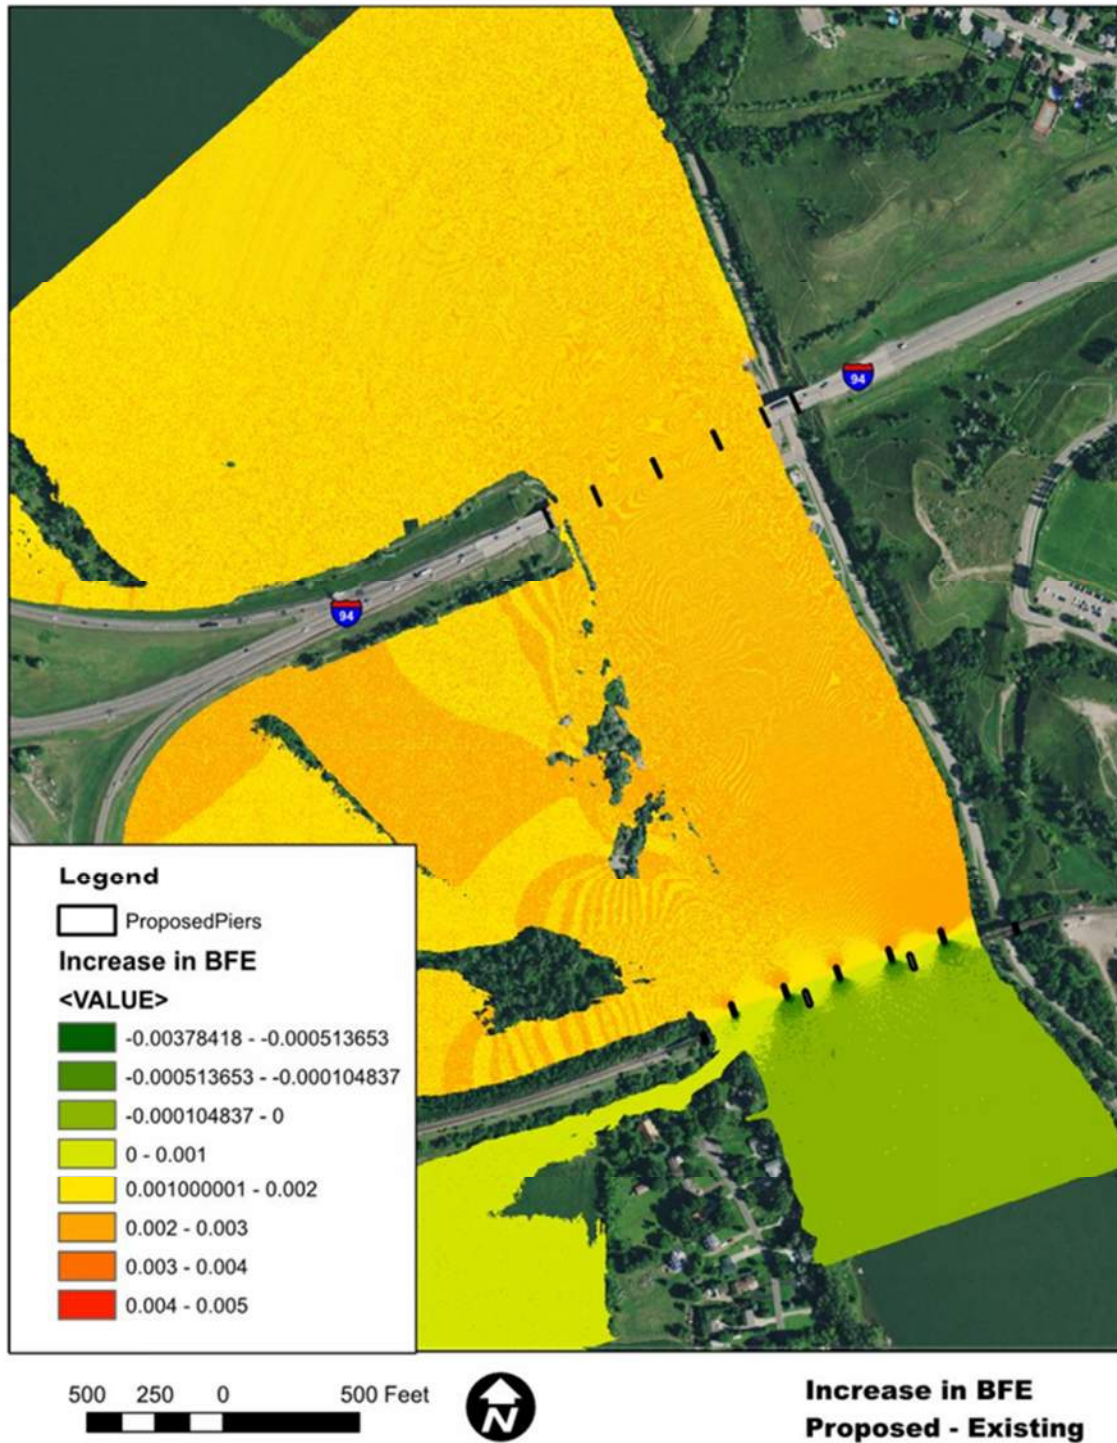 94
94
Legend
ProposedPiers
Increase in BFE
<VALUE>
-0.00378418 - -0.000513653
-0.000513653 - -0.000104837
-0.000104837 - 0
0 - 0.001
0.001000001 - 0.002
0.002 - 0.003
0.003 - 0.004
0.004 - 0.005
500 250 0 500 Feet
N
Increase in BFE
Proposed - Existing